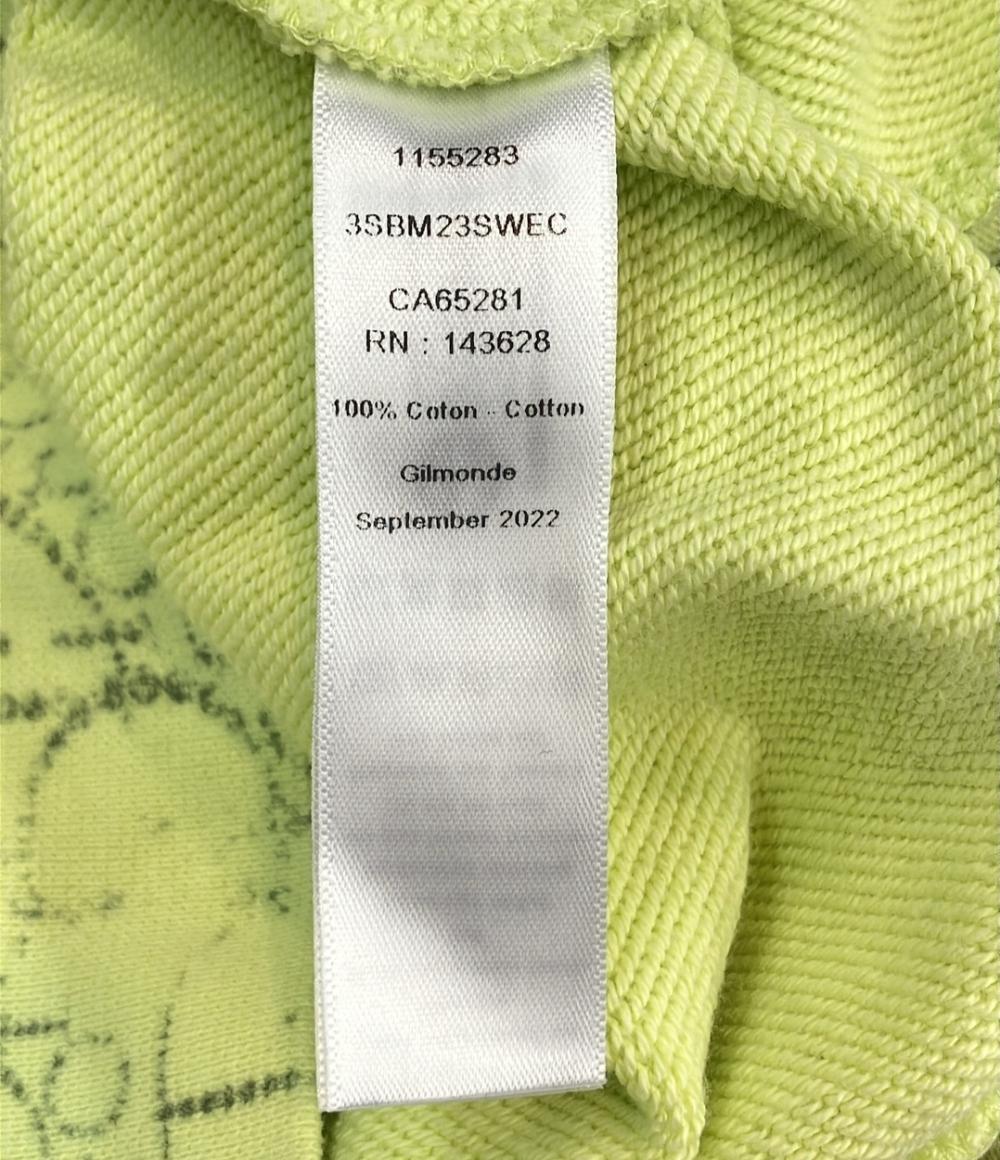 1155283
3SBM23SWEC
CA65281
RN : 143628
100% Coton - Cotton
Gilmonde
September 2022